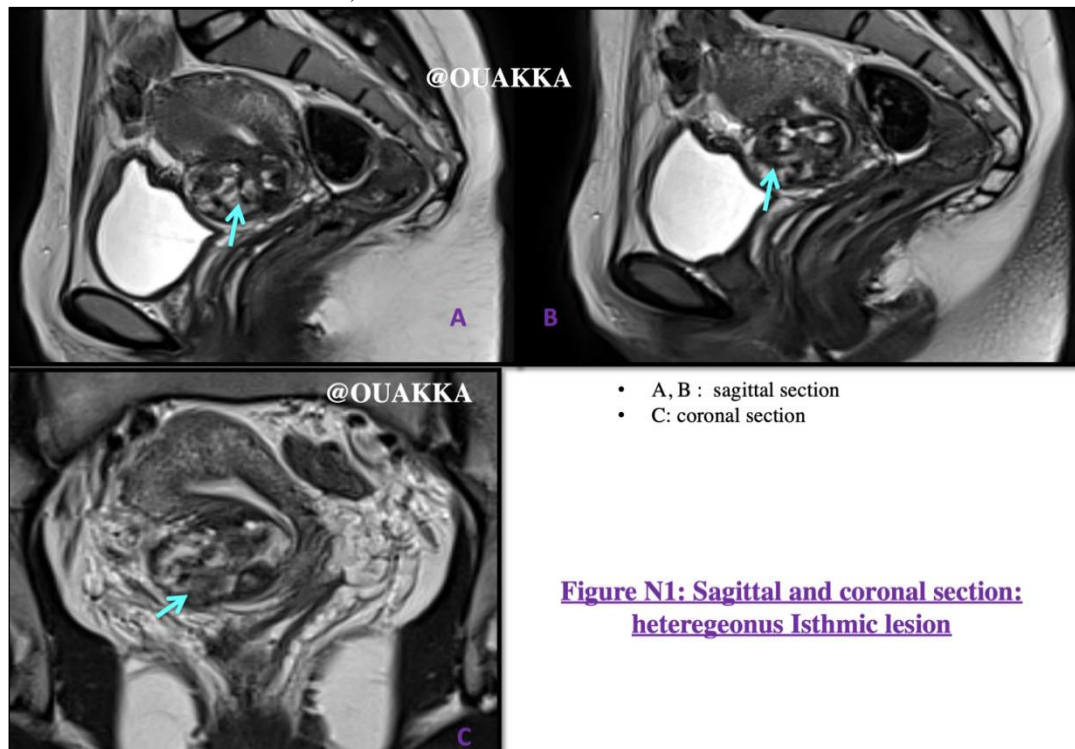 @OUAKKA
A
B
@OUAKKA
C
• A, B : sagittal section
• C: coronal section
Figure N1: Sagittal and coronal section:
heteregeonus Isthmic lesion